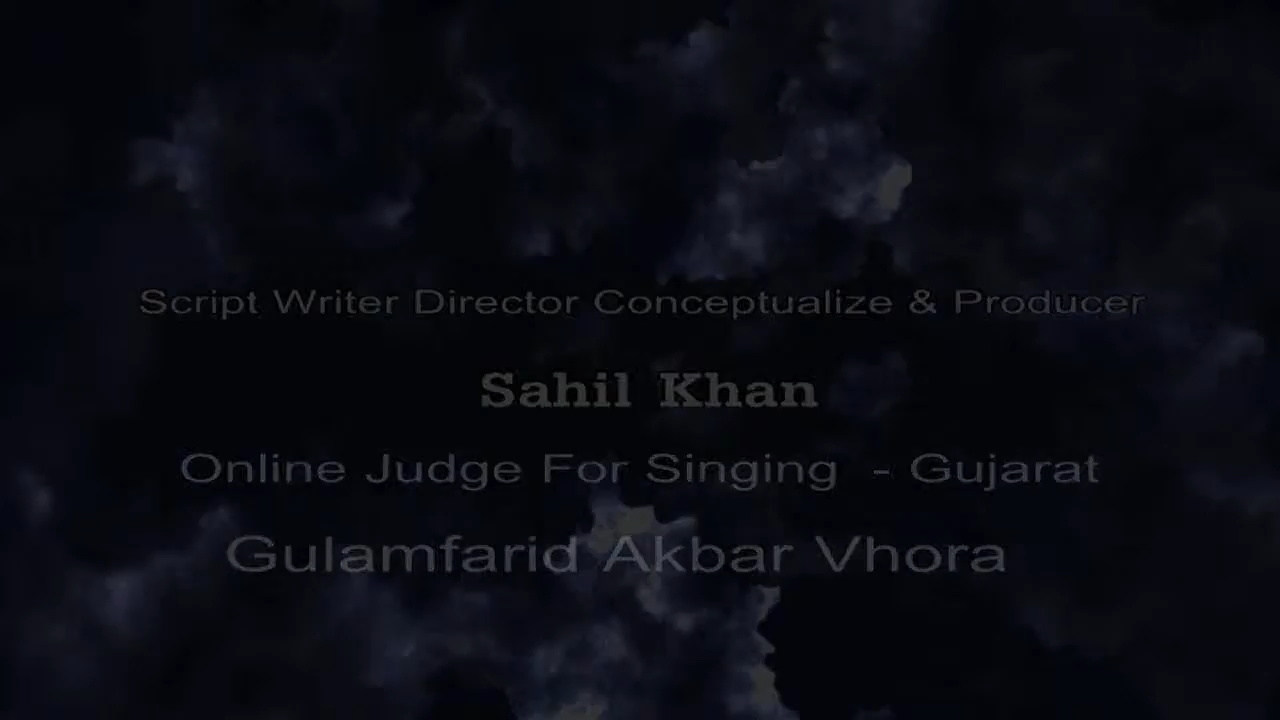 Script Writer Director Conceptualize & Producer
Sahil Khan
Online Judge For Singing - Gujarat
Gulamfarid Akbar Vhora